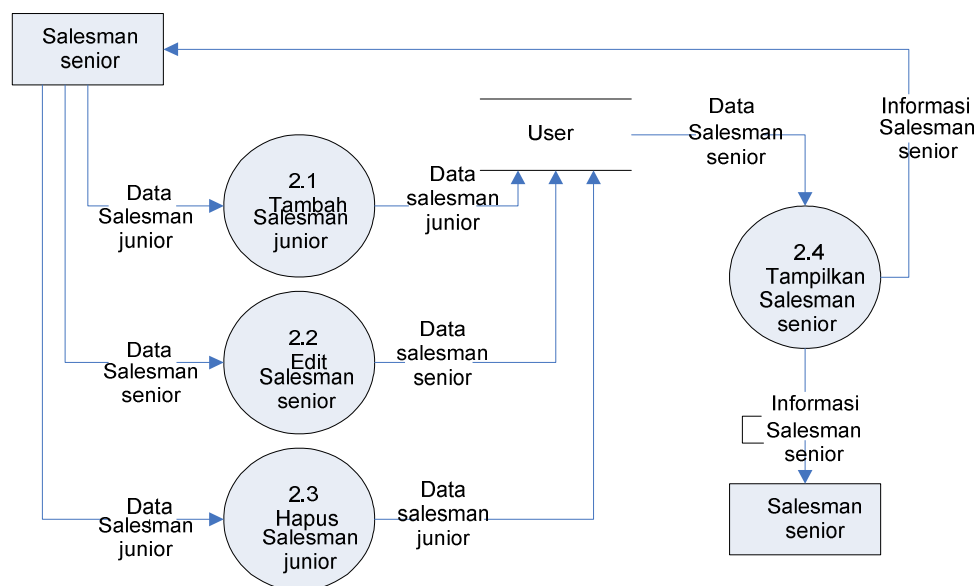 Salesman
senior
User
Data
Salesman
senior
Informasi
Salesman
senior
Data
Salesman
junior
2.1
Tambah
Salesman
junior
Data
salesman
junior
2.4
Tampilkan
Salesman
senior
Data
Salesman
senior
2.2
Edit
Salesman
senior
Data
salesman
senior
Informasi
Salesman
senior
Data
Salesman
junior
2.3
Hapus
Salesman
junior
Data
salesman
junior
Salesman
senior